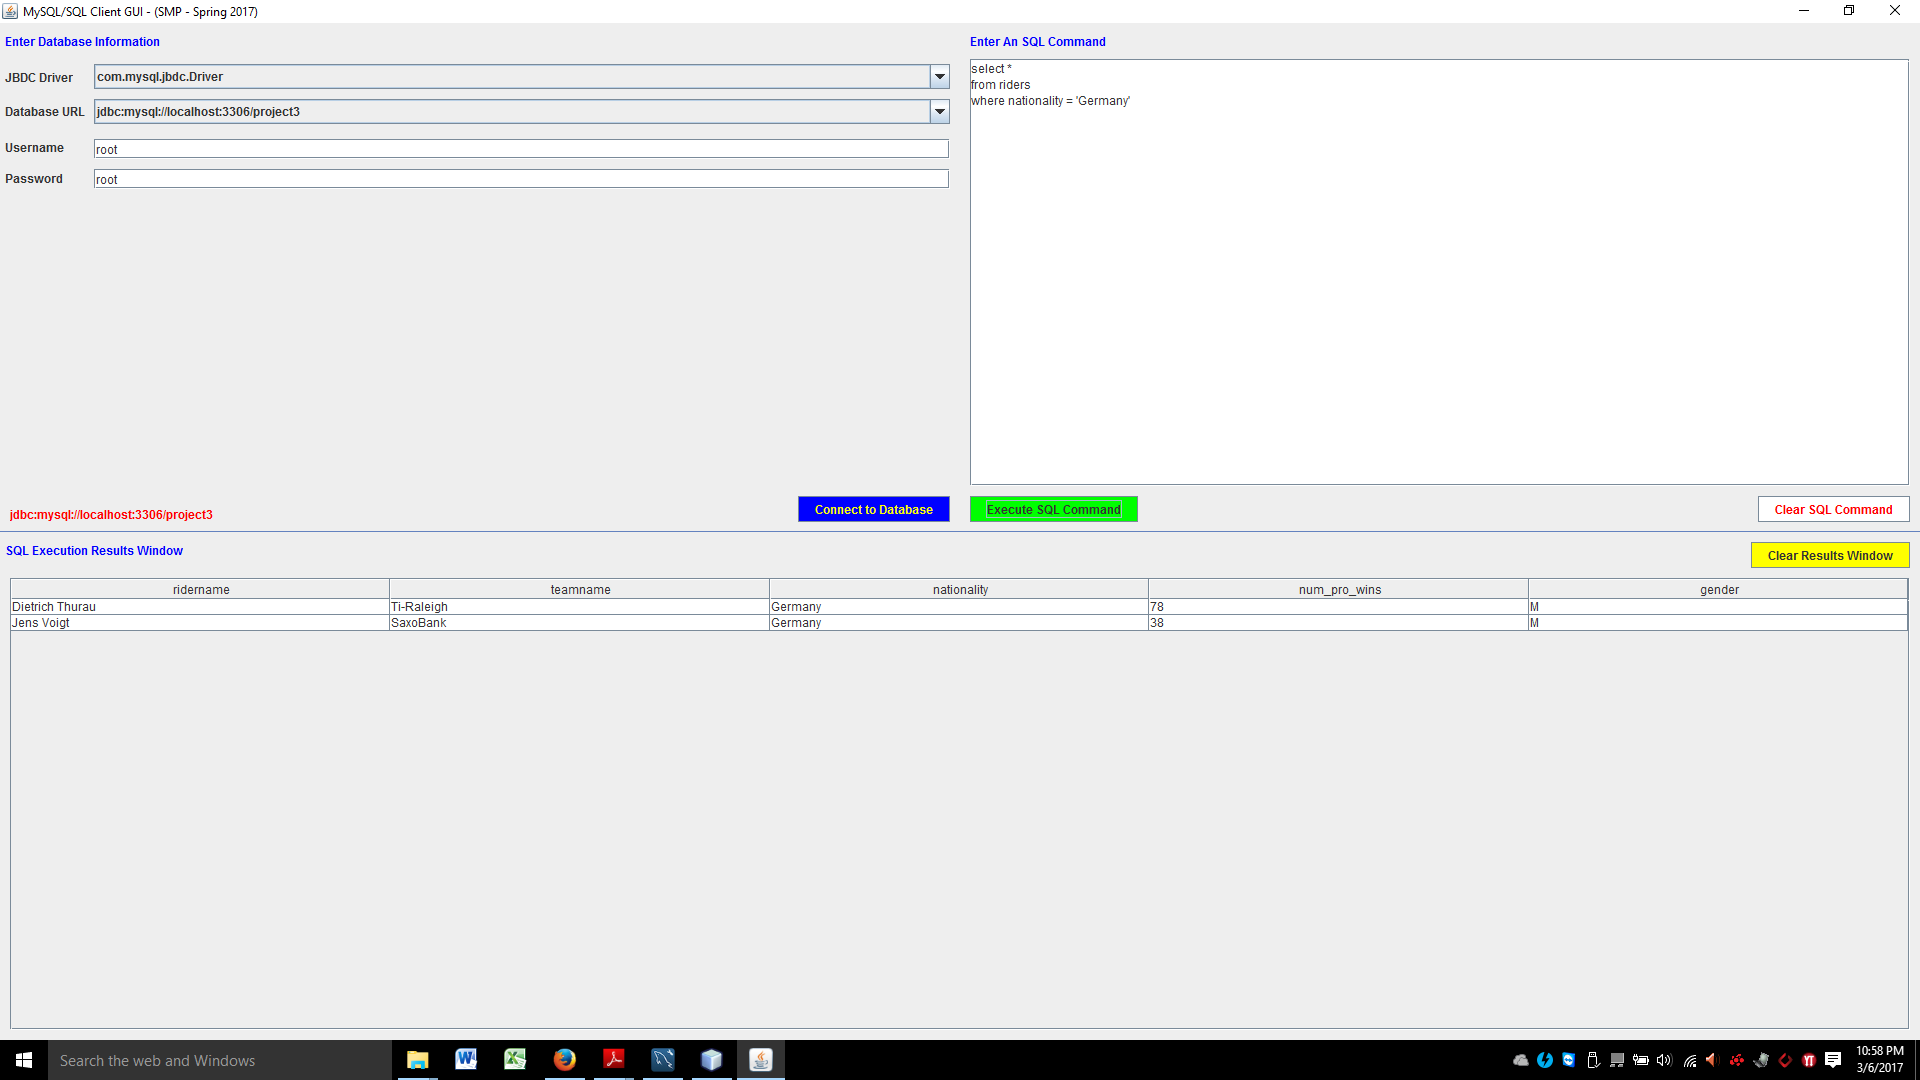 MySQL/SQL Client GUI - (SMP - Spring 2017)
Enter Database Information
JBDC Driver
com.mysql.jbdc.Driver
Database URL
jdbc:mysql://localhost:3306/project3
Username
root
Password
root
jdbc:mysql://localhost:3306/project3
Connect to Database
Enter An SQL Command
select *
from riders
where nationality = 'Germany'
Execute SQL Command
Clear SQL Command
SQL Execution Results Window
Clear Results Window
ridername teamname nationality num_pro_wins gender
Dietrich Thurau Ti-Raleigh Germany 78 M
Jens Voigt SaxoBank Germany 38 M
Search the web and Windows
10:58 PM
3/6/2017